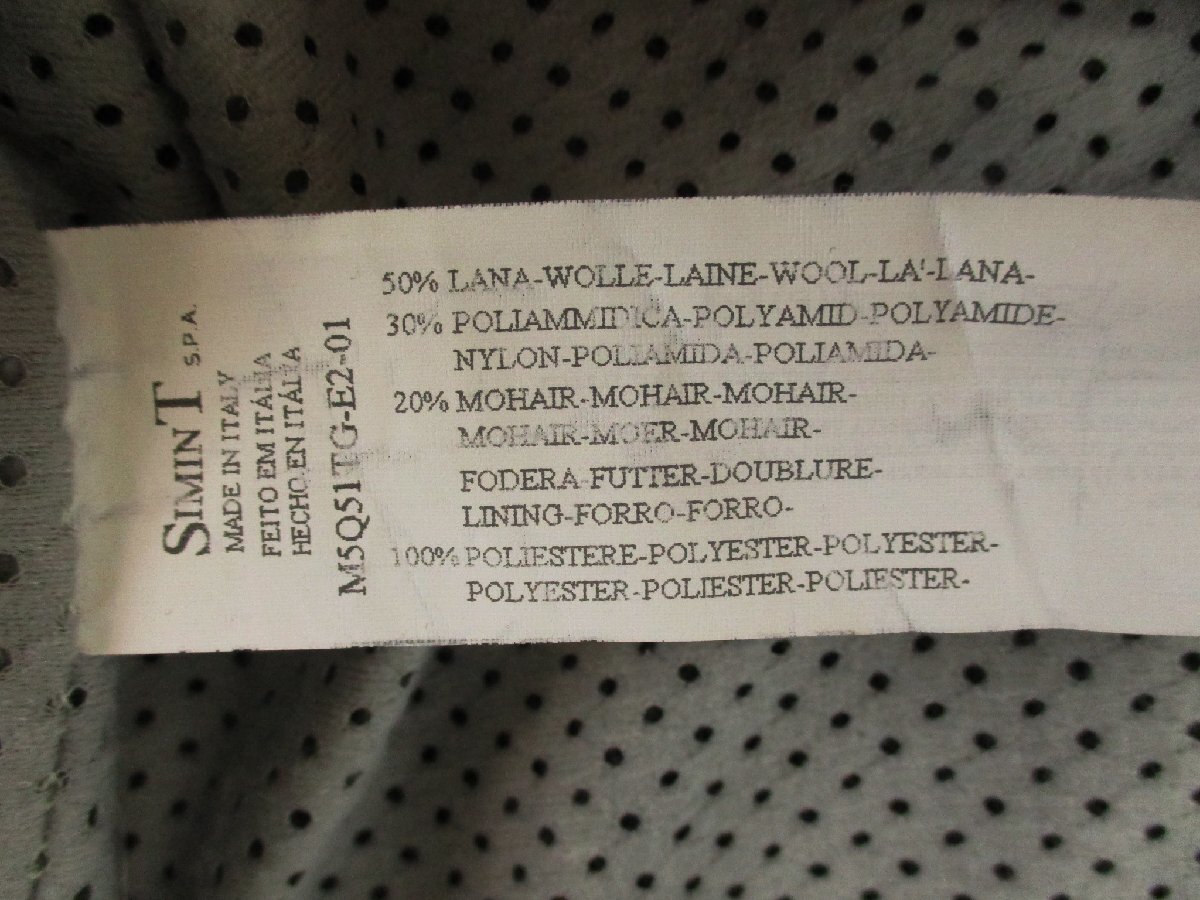 SIMINT S.P.A.
MADE IN ITALY
FEITO EM ITÁLIA
HECHO EN ITÁLIA
M5Q51TG-E2-01
50% LANA-WOLLE-LAINE-WOOL-LA'-LANA-
30% POLIAMMIDICA-POLYAMID-POLYAMIDE-
NYLON-POLIAMIDA-POLIAMIDA-
20% MOHAIR-MOHAIR-MOHAIR-
MOHAIR-MOER-MOHAIR-
FODERA-FUTTER-DOUBLURE-
LINING-FORRO-FORRO-
100% POLIESTERE-POLYESTER-POLYESTER-
POLYESTER-POLIESTER-POLIESTER-